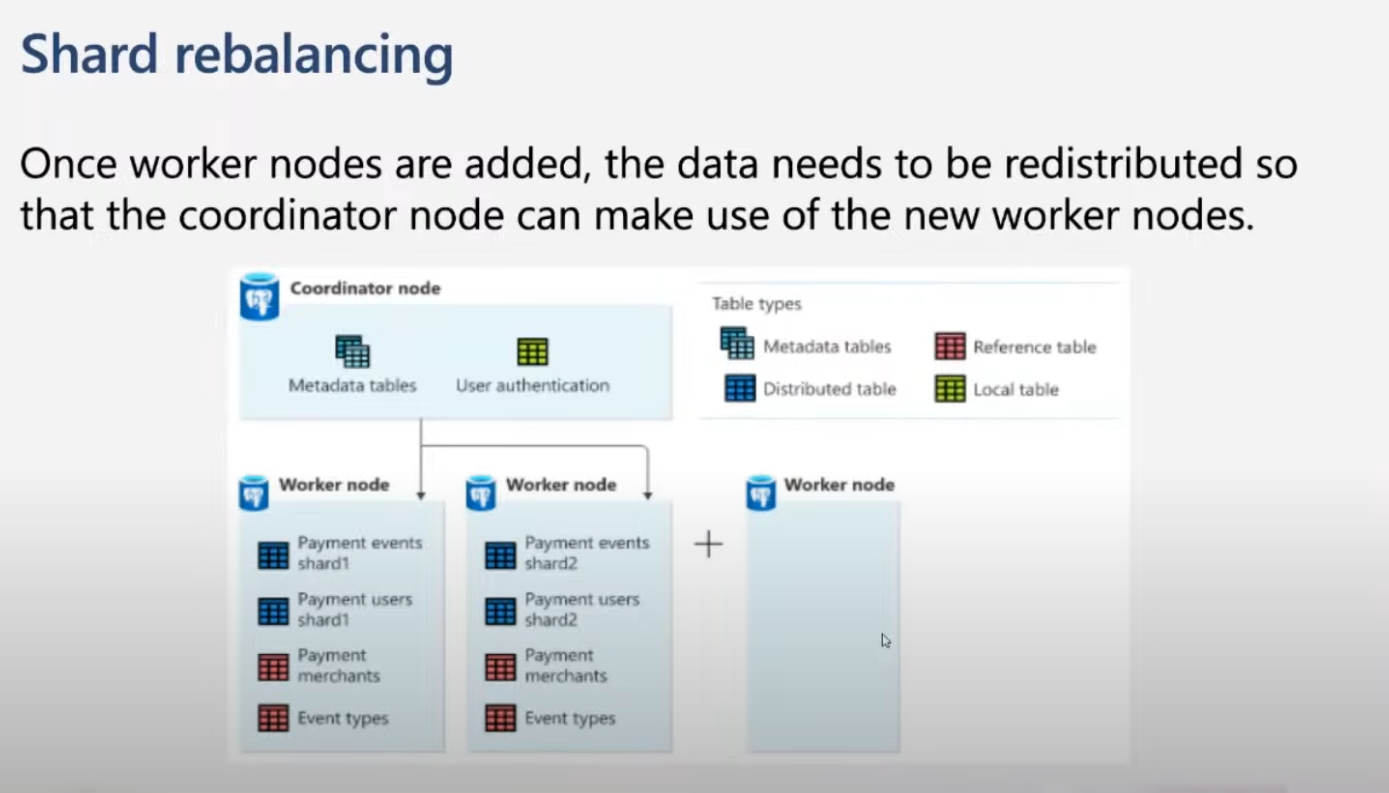 Shard rebalancing
Once worker nodes are added, the data needs to be redistributed so
that the coordinator node can make use of the new worker nodes.
Coordinator node
Metadata tables
User authentication
Table types
Metadata tables
Reference table
Distributed table
Local table
Worker node
Payment events
shard1
Payment users
shard1
Payment
merchants
Event types
Worker node
Payment events
shard2
Payment users
shard2
Payment
merchants
Event types
+
Worker node